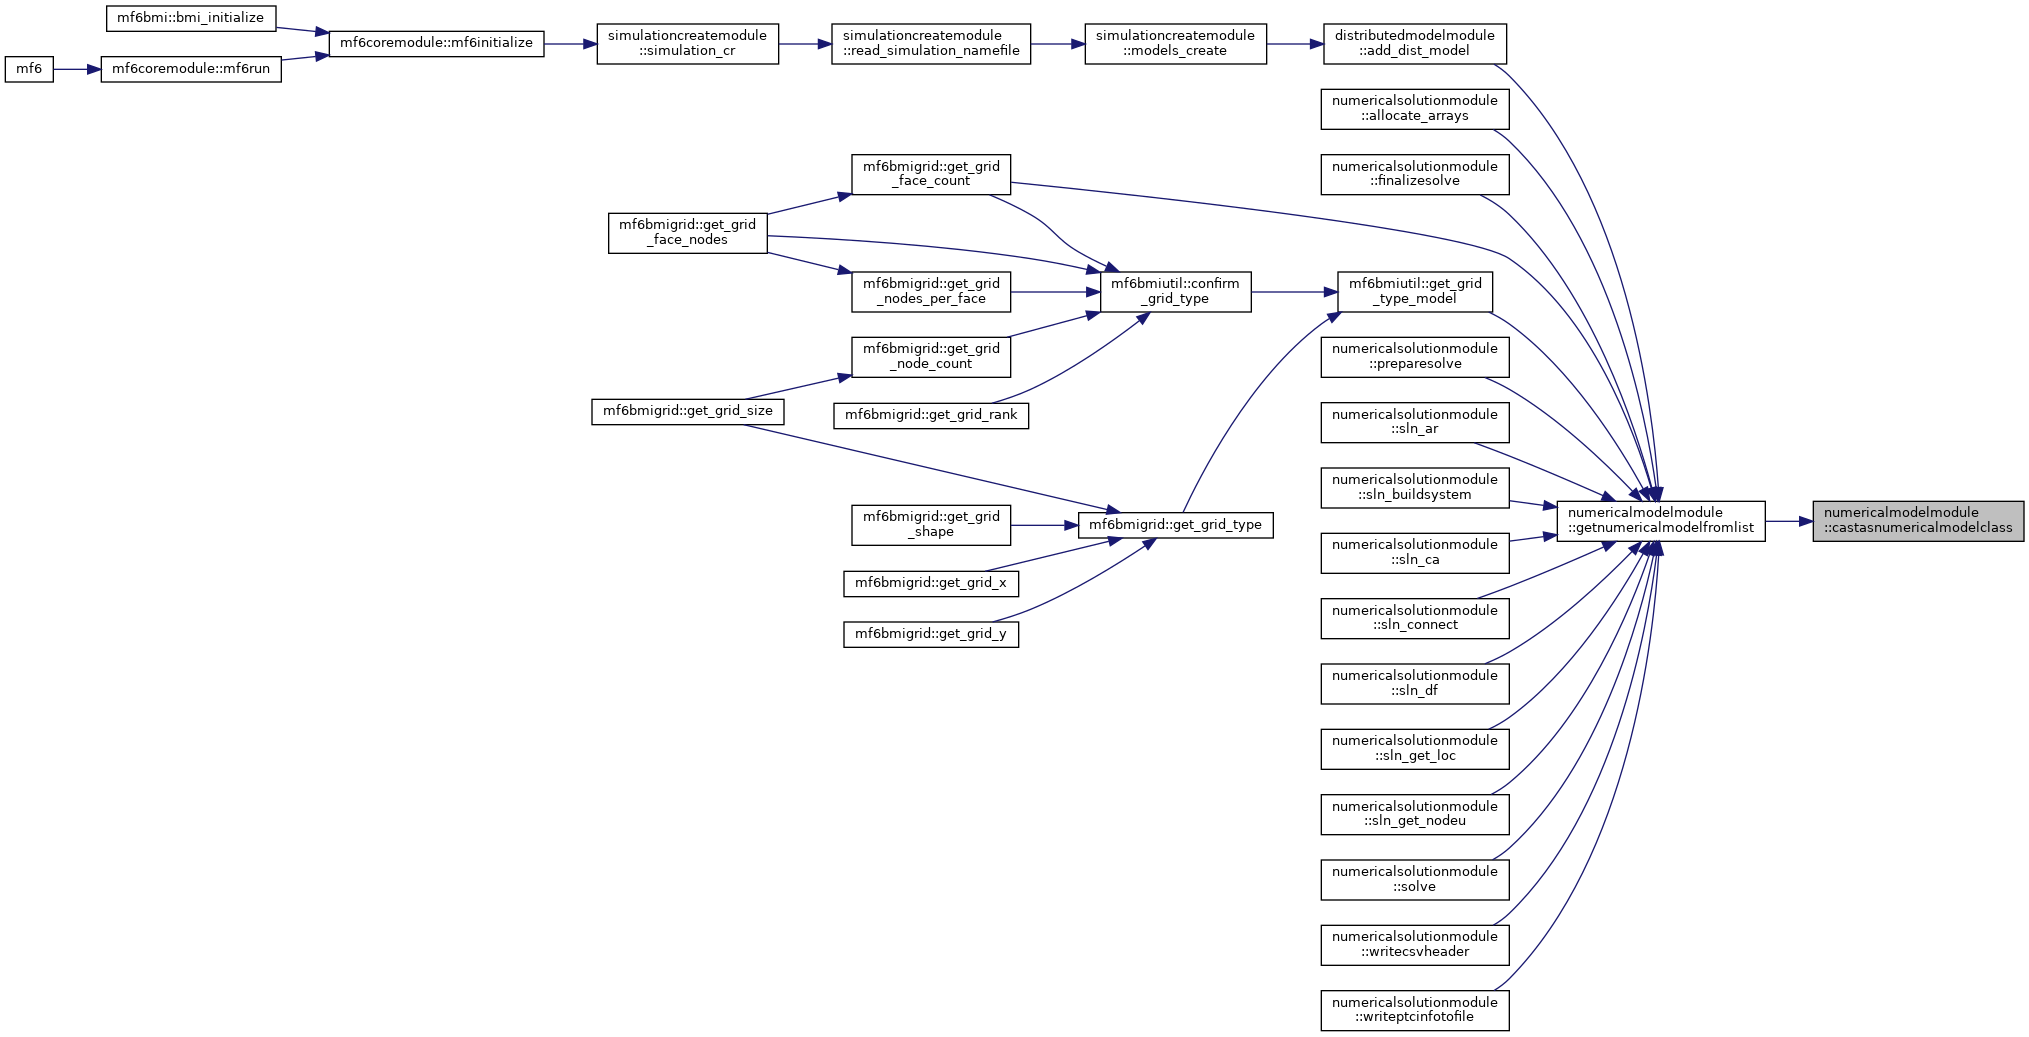 mf6bmi::bmi_initialize
mf6
mf6coremodule::mf6run
mf6coremodule::mf6initialize
simulationcreatemodule
::simulation_cr
simulationcreatemodule
::read_simulation_namefile
simulationcreatemodule
::models_create
distributedmodelmodule
::add_dist_model
numericalsolutionmodule
::allocate_arrays
numericalsolutionmodule
::finalizesolve
mf6bmigrid::get_grid
_face_count
mf6bmigrid::get_grid
_face_nodes
mf6bmigrid::get_grid
_nodes_per_face
mf6bmiutil::confirm
_grid_type
mf6bmiutil::get_grid
_type_model
mf6bmigrid::get_grid
_node_count
mf6bmigrid::get_grid_size
mf6bmigrid::get_grid_rank
numericalsolutionmodule
::preparesolve
numericalsolutionmodule
::sln_ar
numericalsolutionmodule
::sln_buildsystem
mf6bmigrid::get_grid
_shape
mf6bmigrid::get_grid_type
numericalmodelmodule
::getnumericalmodelfromlist
numericalmodelmodule
::castasnumericalmodelclass
numericalsolutionmodule
::sln_ca
mf6bmigrid::get_grid_x
mf6bmigrid::get_grid_y
numericalsolutionmodule
::sln_connect
numericalsolutionmodule
::sln_df
numericalsolutionmodule
::sln_get_loc
numericalsolutionmodule
::sln_get_nodeu
numericalsolutionmodule
::solve
numericalsolutionmodule
::writecsvheader
numericalsolutionmodule
::writeptcinfotofile